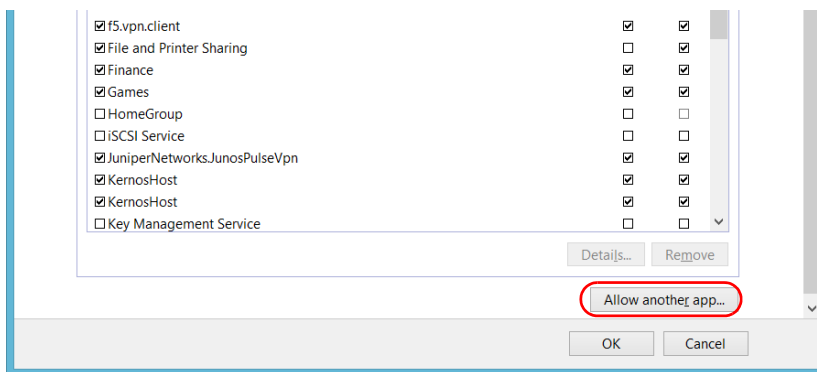 f5.vpn.client
File and Printer Sharing
Finance
Games
HomeGroup
iSCSI Service
JuniperNetworks.JunosPulseVpn
KernosHost
KernosHost
Key Management Service
Details... Remove
Allow another app...
OK Cancel